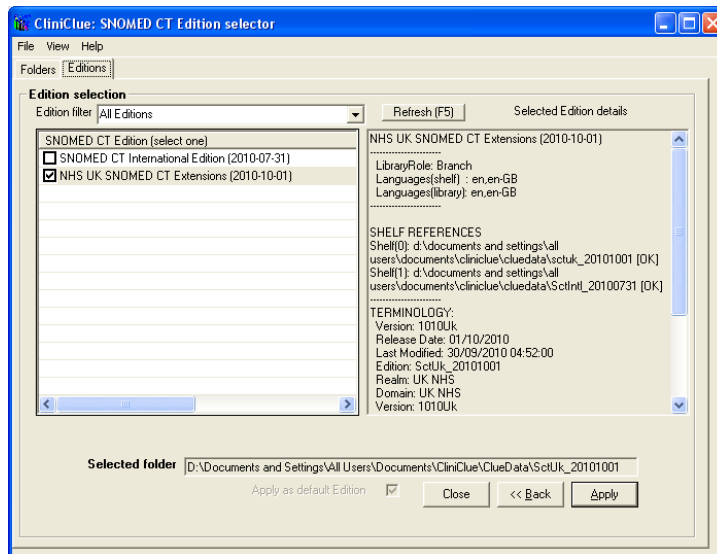 CliniClue: SNOMED CT Edition selector
File View Help
Folders Editions
Edition selection
Edition filter All Editions Refresh (F5) Selected Edition details
SNOMED CT Edition (select one)
SNOMED CT International Edition (2010-07-31)
NHS UK SNOMED CT Extensions (2010-10-01)
NHS UK SNOMED CT Extensions (2010-10-01)
-----------------------
LibraryRole: Branch
Languages(shelf) : en,en-GB
Languages(library): en,en-GB
-----------------------
SHELF REFERENCES
Shelf(0): d:\documents and settings\all
users\documents\cliniclue\cluedata\sctuk_20101001 [OK]
Shelf(1): d:\documents and settings\all
users\documents\cliniclue\cluedata\SctIntl_20100731 [OK]
-----------------------
TERMINOLOGY:
Version: 1010Uk
Release Date: 01/10/2010
Last Modified: 30/09/2010 04:52:00
Edition: SctUk_20101001
Realm: UK NHS
Domain: UK NHS
Version: 1010Uk
Selected folder D:\Documents and Settings\All Users\Documents\CliniClue\ClueData\SctUk_20101001
Apply as default Edition Close << Back Apply